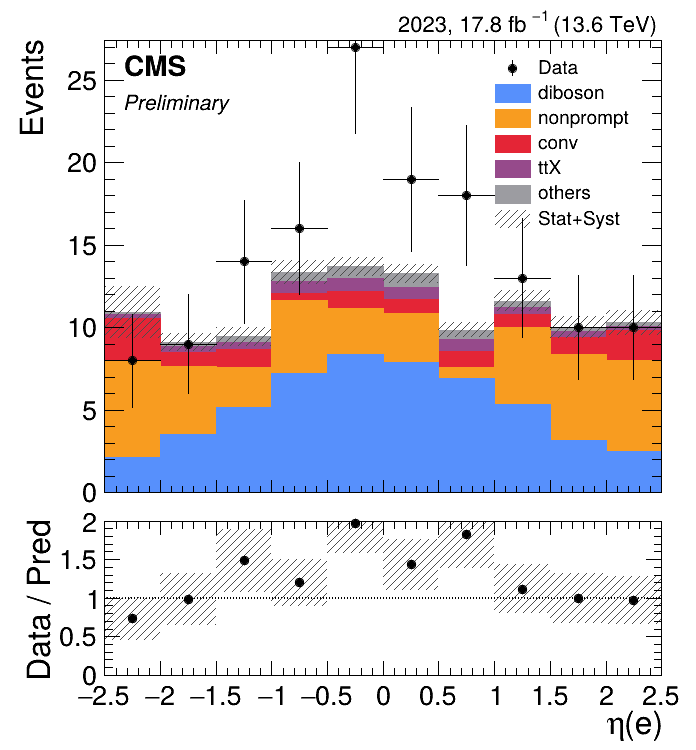 2023, 17.8 fb⁻¹ (13.6 TeV)
CMS
Preliminary
Events
25
20
15
10
5
0
Data
diboson
nonprompt
conv
ttX
others
Stat+Syst
Data / Pred
2
1.5
1
0.5
0
−2.5 −2 −1.5 −1 −0.5 0 0.5 1 1.5 2 2.5
η(e)